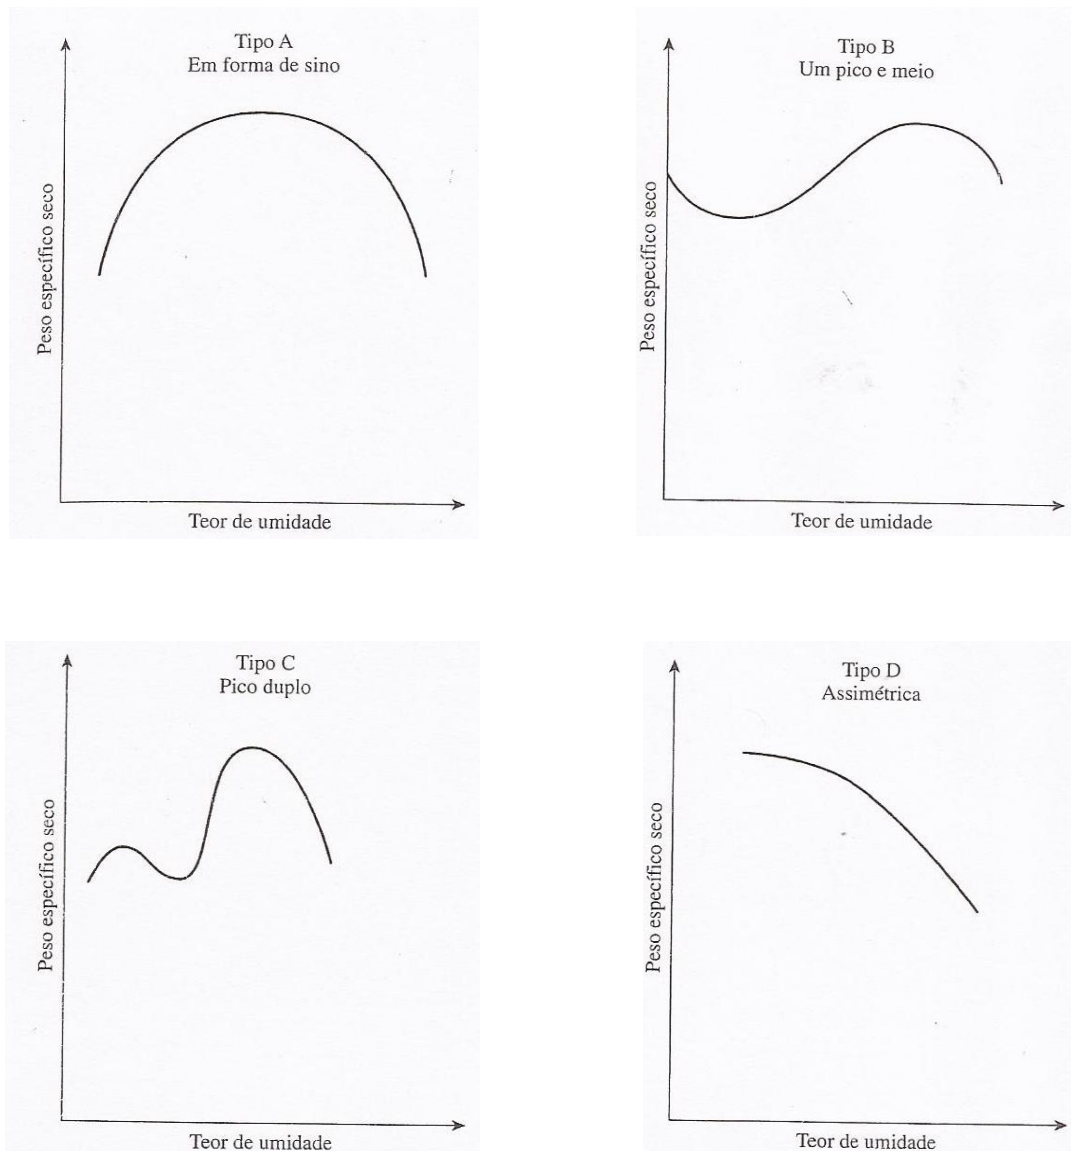 Tipo A
Em forma de sino
Peso específico seco
Teor de umidade
Tipo B
Um pico e meio
Peso específico seco
Teor de umidade
Tipo C
Pico duplo
Peso específico seco
Teor de umidade
Tipo D
Assimétrica
Peso específico seco
Teor de umidade